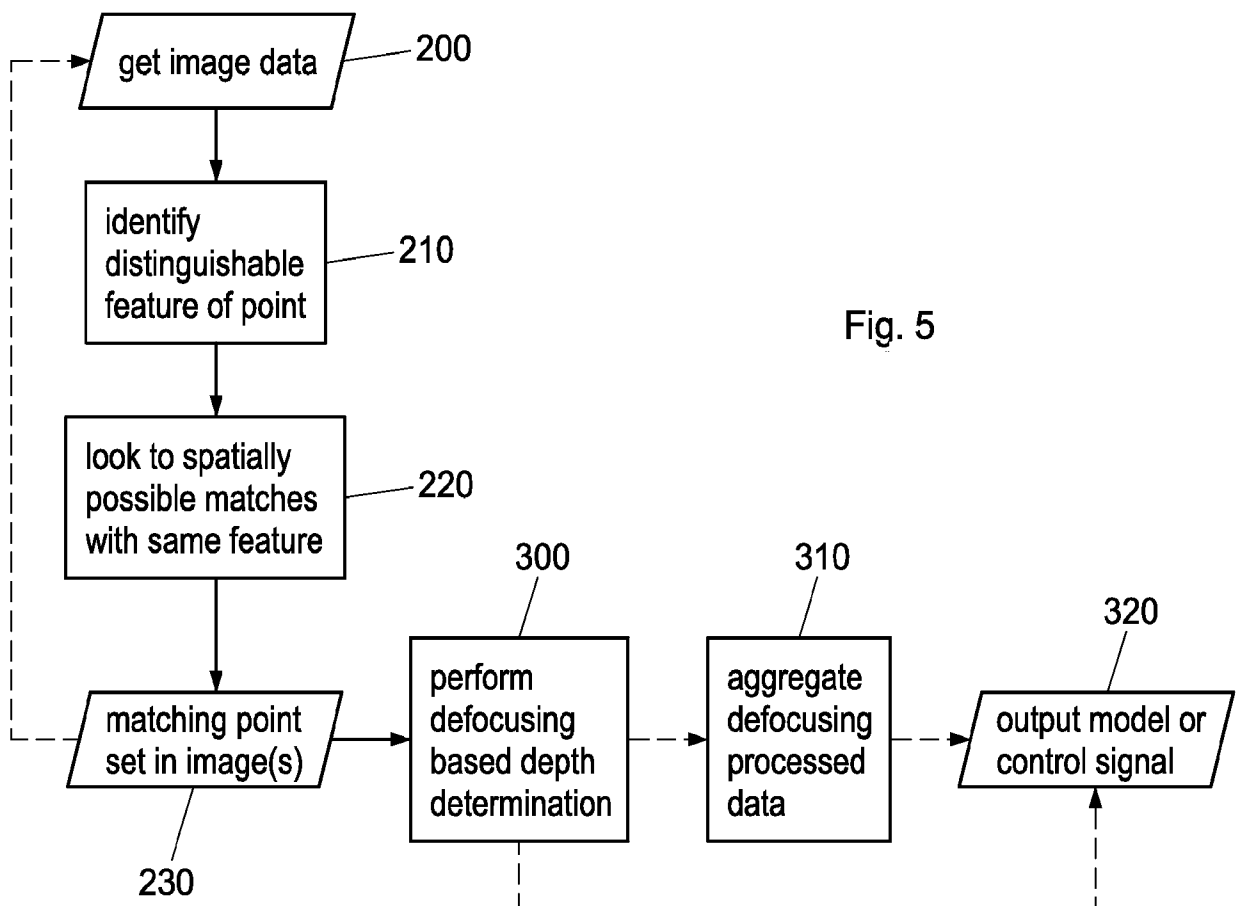 get image data
200
identify
distinguishable
feature of point
210
Fig. 5
look to spatially
possible matches
with same feature
220
matching point
set in image(s)
230
300
perform
defocusing
based depth
determination
310
aggregate
defocusing
processed
data
320
output model or
control signal